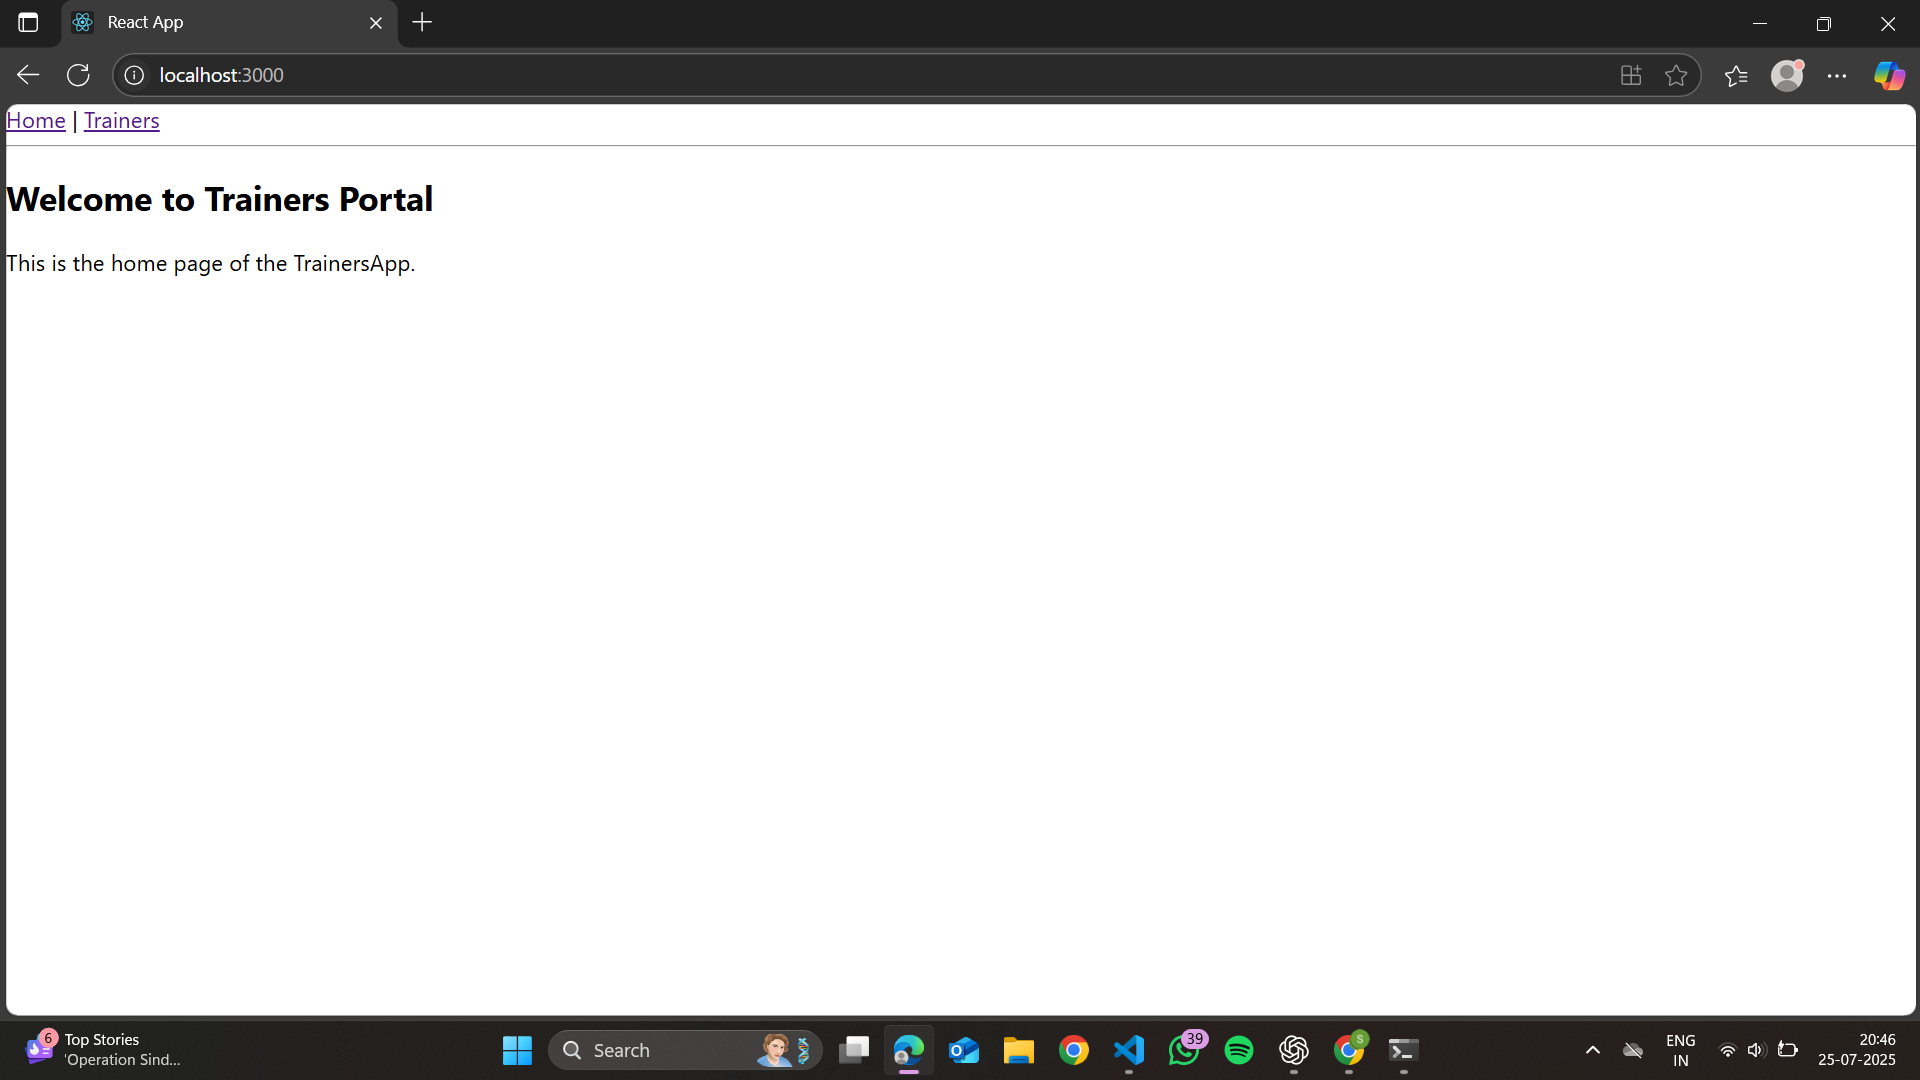 React App
localhost:3000
Home | Trainers
Welcome to Trainers Portal
This is the home page of the TrainersApp.
6
Top Stories
'Operation Sind...
Search
39
S
ENG
IN
20:46
25-07-2025